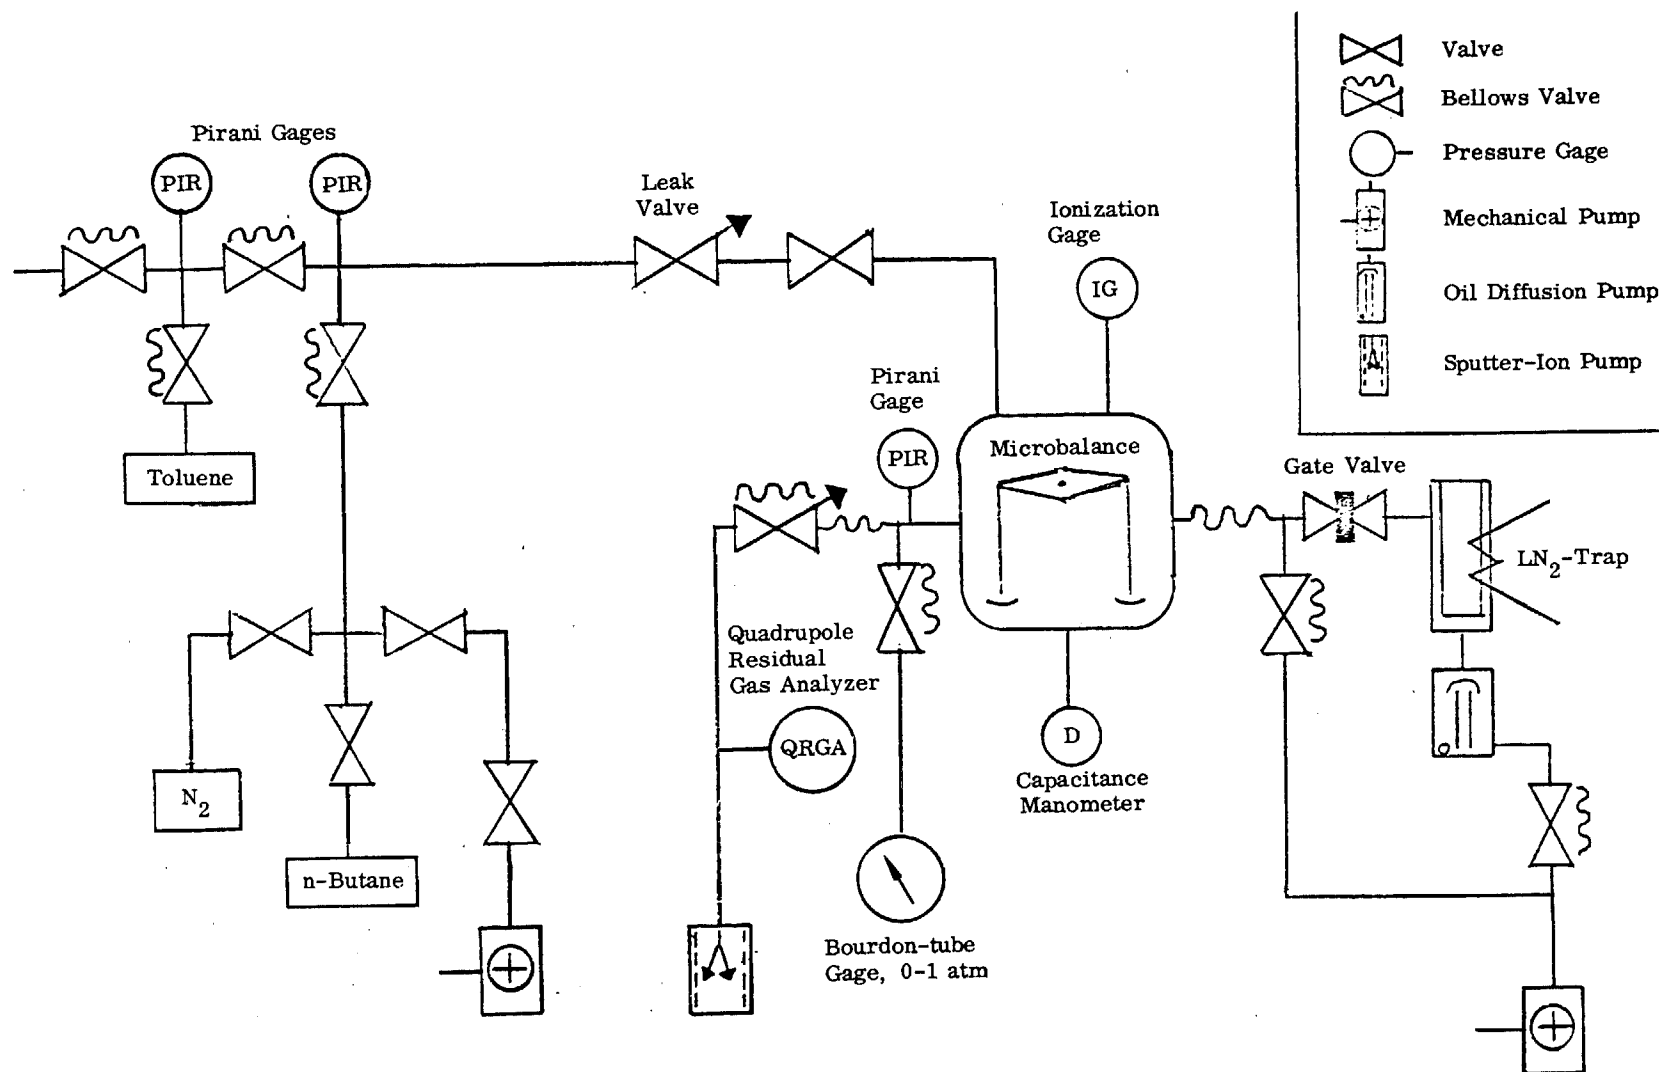 Valve
Bellows Valve
Pressure Gage
Mechanical Pump
Oil Diffusion Pump
Sputter-Ion Pump
Pirani Gages
PIR
PIR
Leak
Valve
Ionization
Gage
IG
Toluene
Pirani
Gage
PIR
Microbalance
Gate Valve
LN2-Trap
Quadrupole
Residual
Gas Analyzer
QRGA
D
Capacitance
Manometer
N2
n-Butane
Bourdon-tube
Gage, 0-1 atm